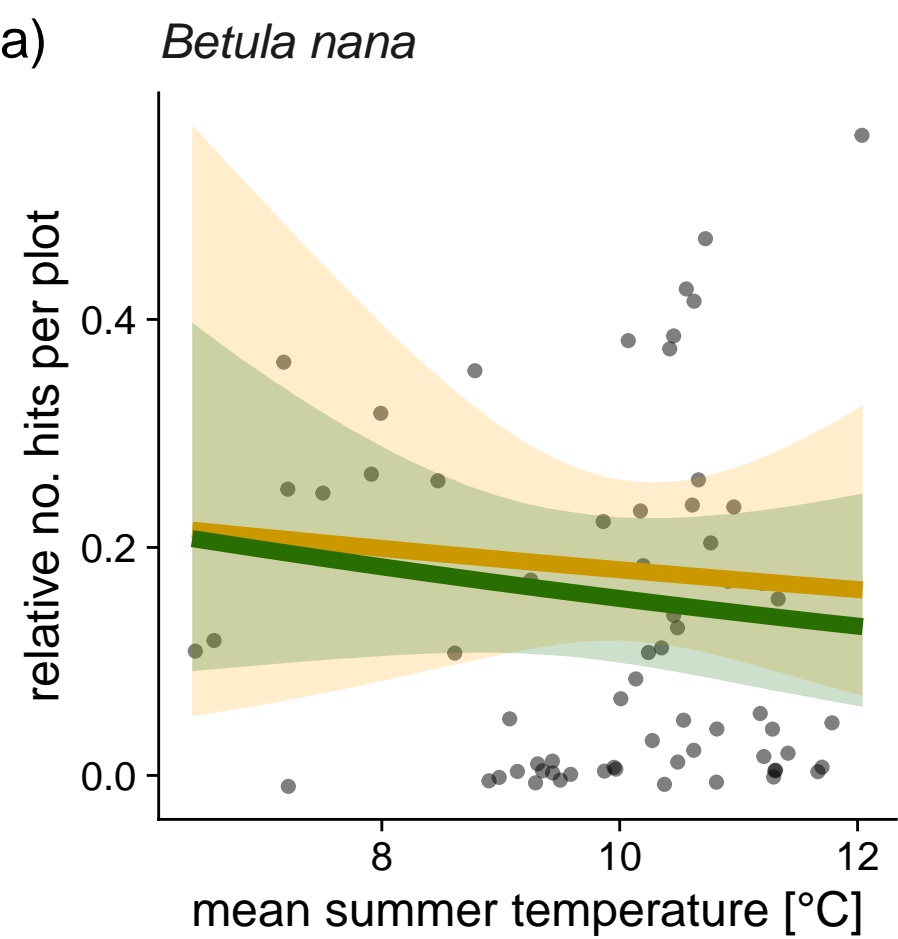 a) Betula nana
relative no. hits per plot
0.4
0.2
0.0
8 10 12
mean summer temperature [°C]